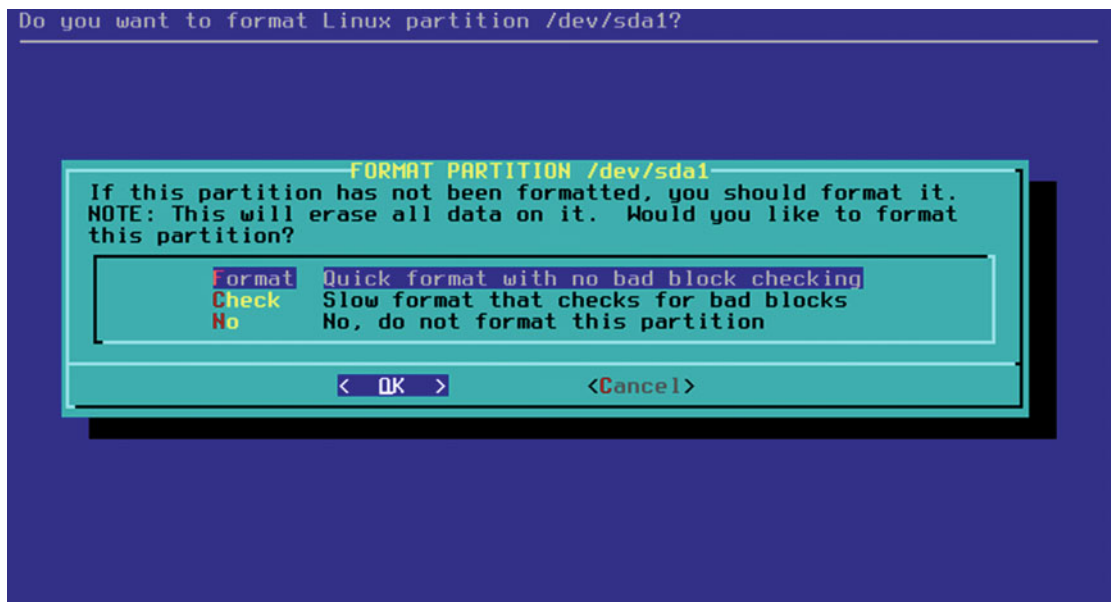 Do you want to format Linux partition /dev/sda1?
FORMAT PARTITION /dev/sda1
If this partition has not been formatted, you should format it.
NOTE: This will erase all data on it.  Would you like to format
this partition?
Format  Quick format with no bad block checking
Check  Slow format that checks for bad blocks
No  No, do not format this partition
<  OK  >  <Cancel>